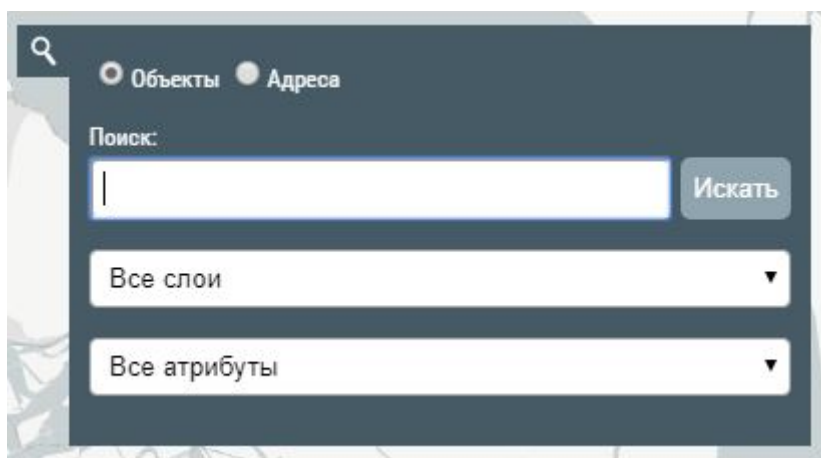 Объекты Адреса
Поиск:
Искать
Все слои
Все атрибуты